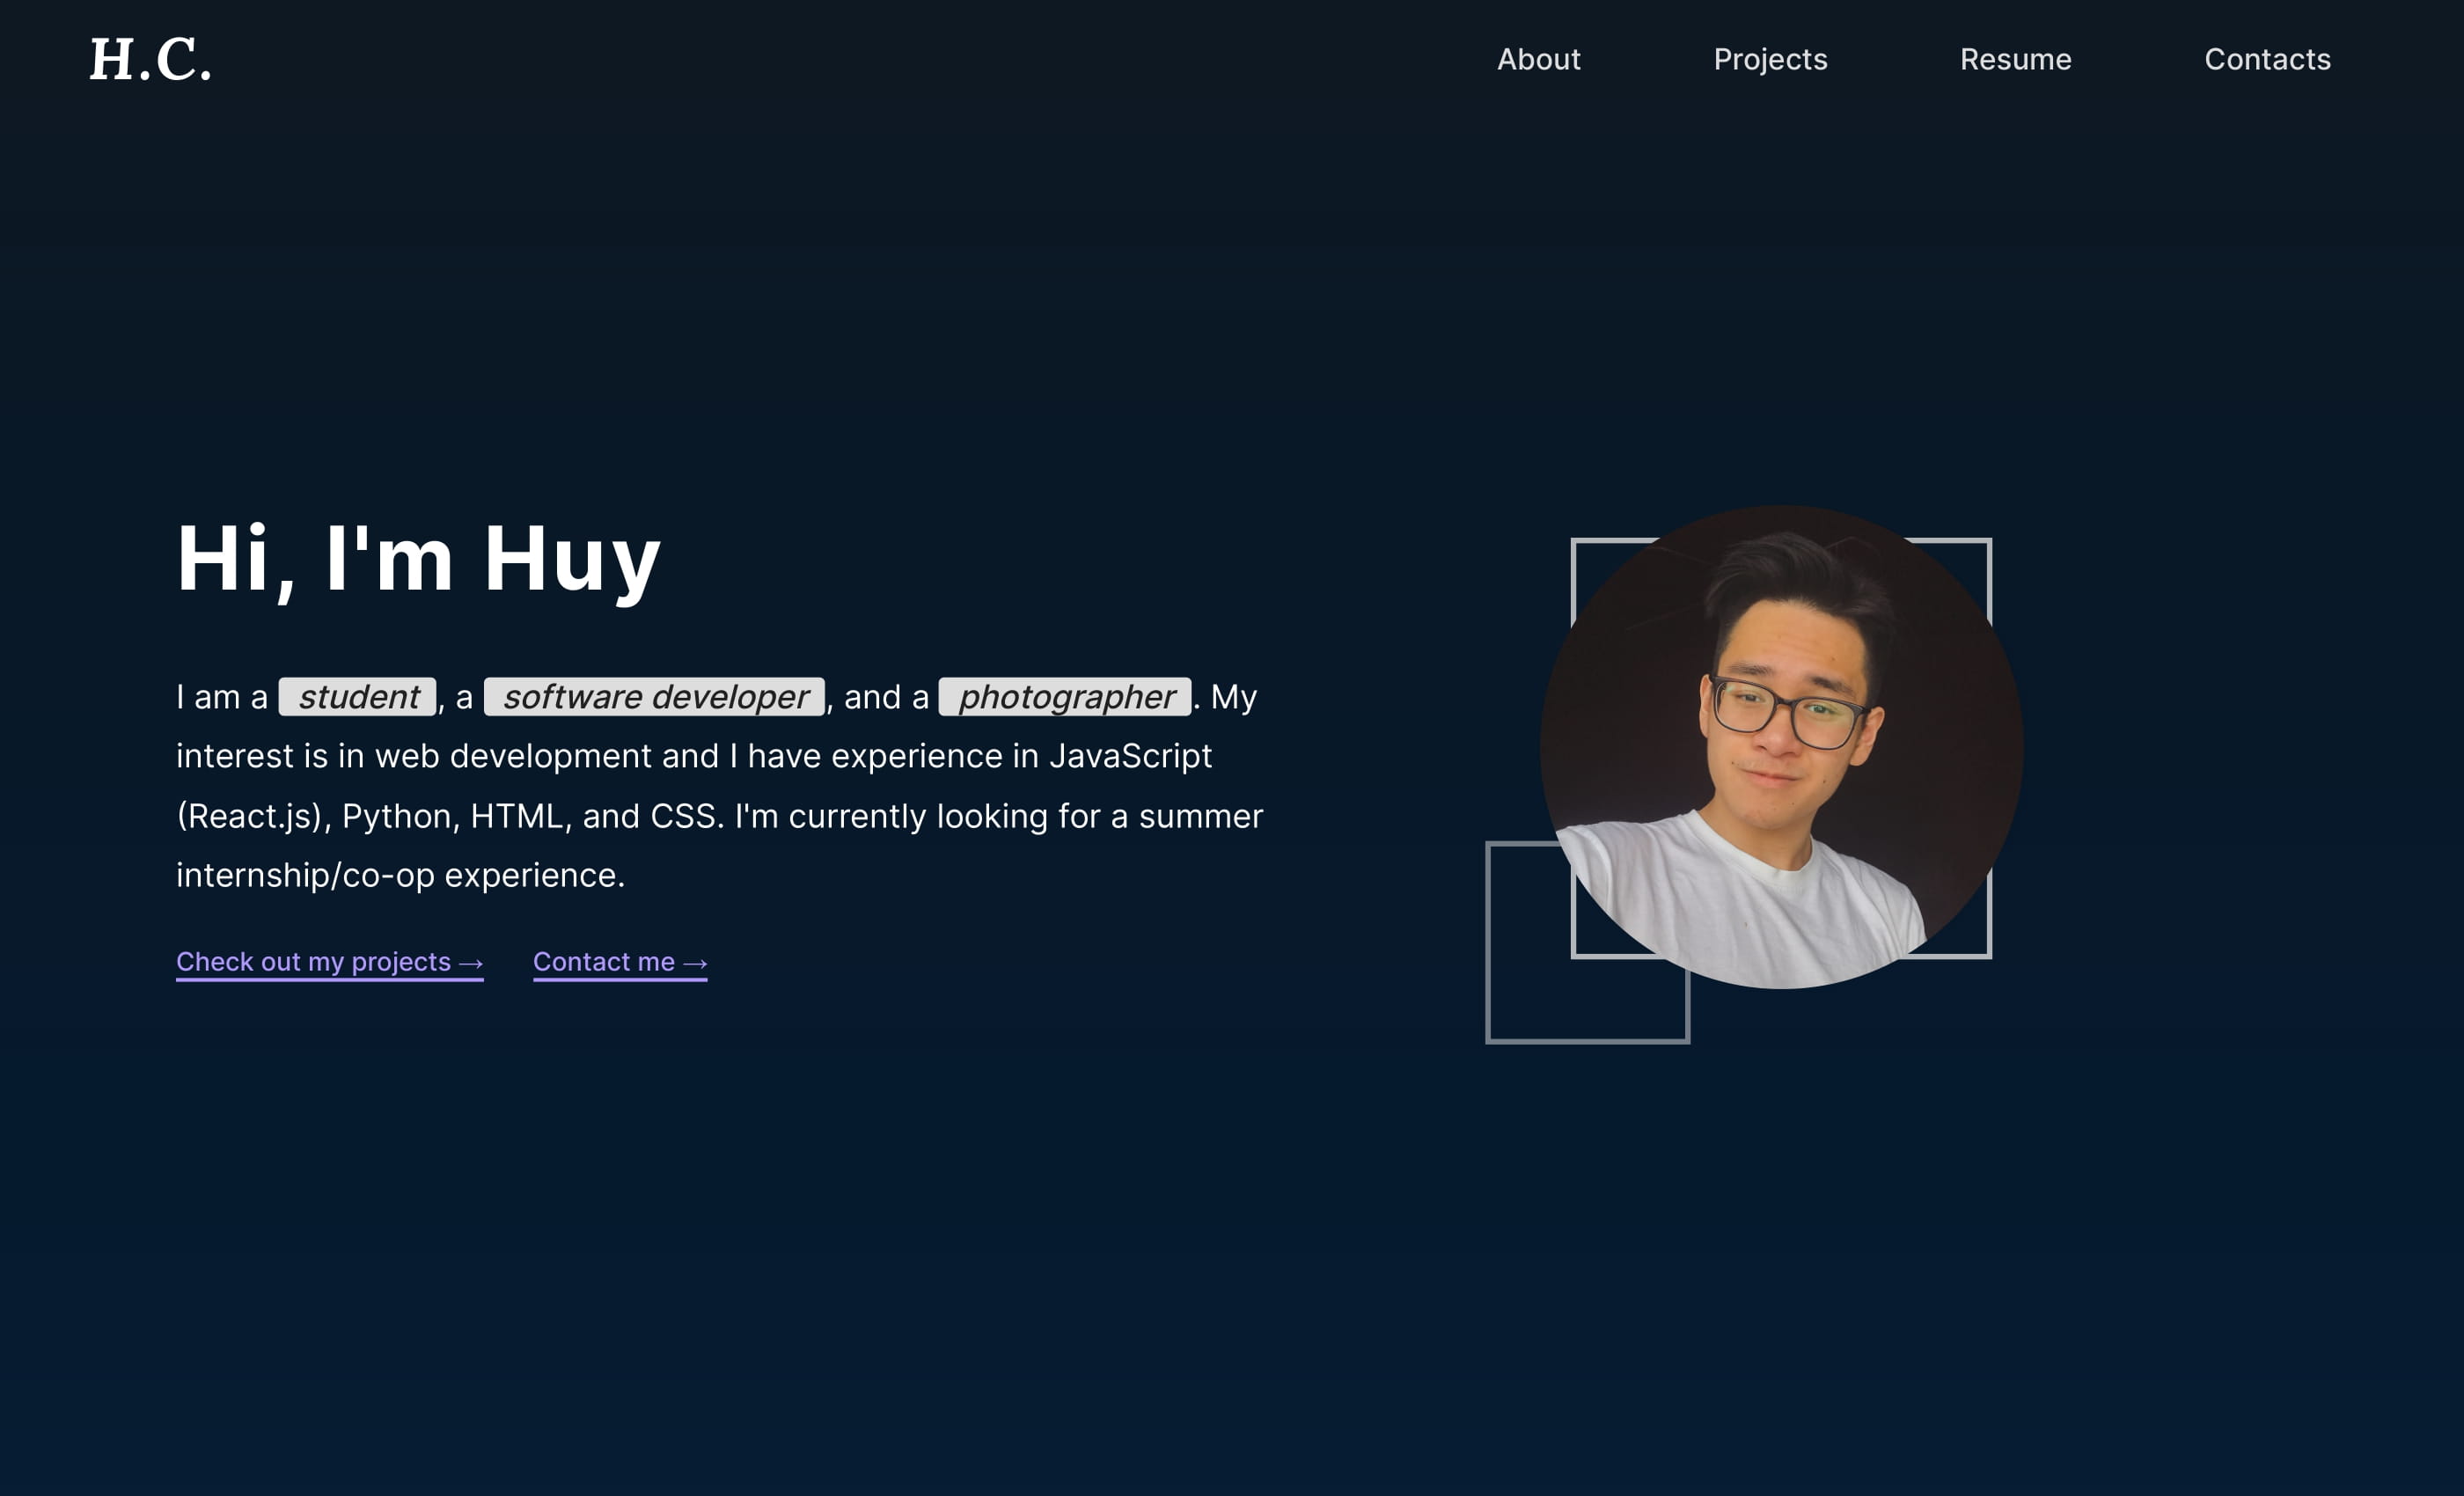 H.C.
About Projects Resume Contacts
Hi, I'm Huy
I am a student, a software developer, and a photographer. My
interest is in web development and I have experience in JavaScript
(React.js), Python, HTML, and CSS. I'm currently looking for a summer
internship/co-op experience.
Check out my projects → Contact me →